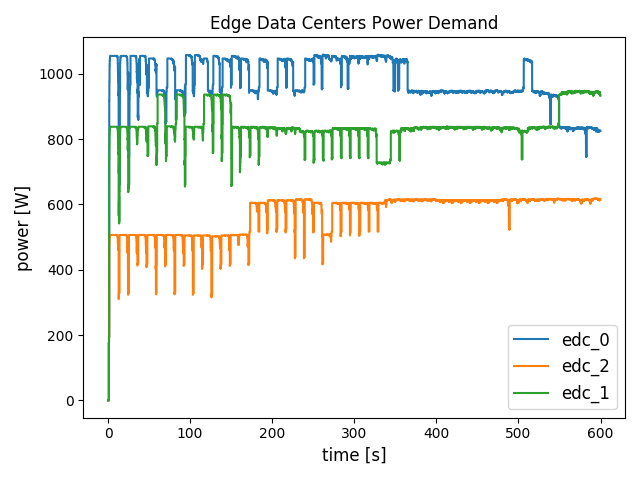 Edge Data Centers Power Demand
power [W]
1000
800
600
400
200
0
0 100 200 300 400 500 600
time [s]
edc_0
edc_2
edc_1